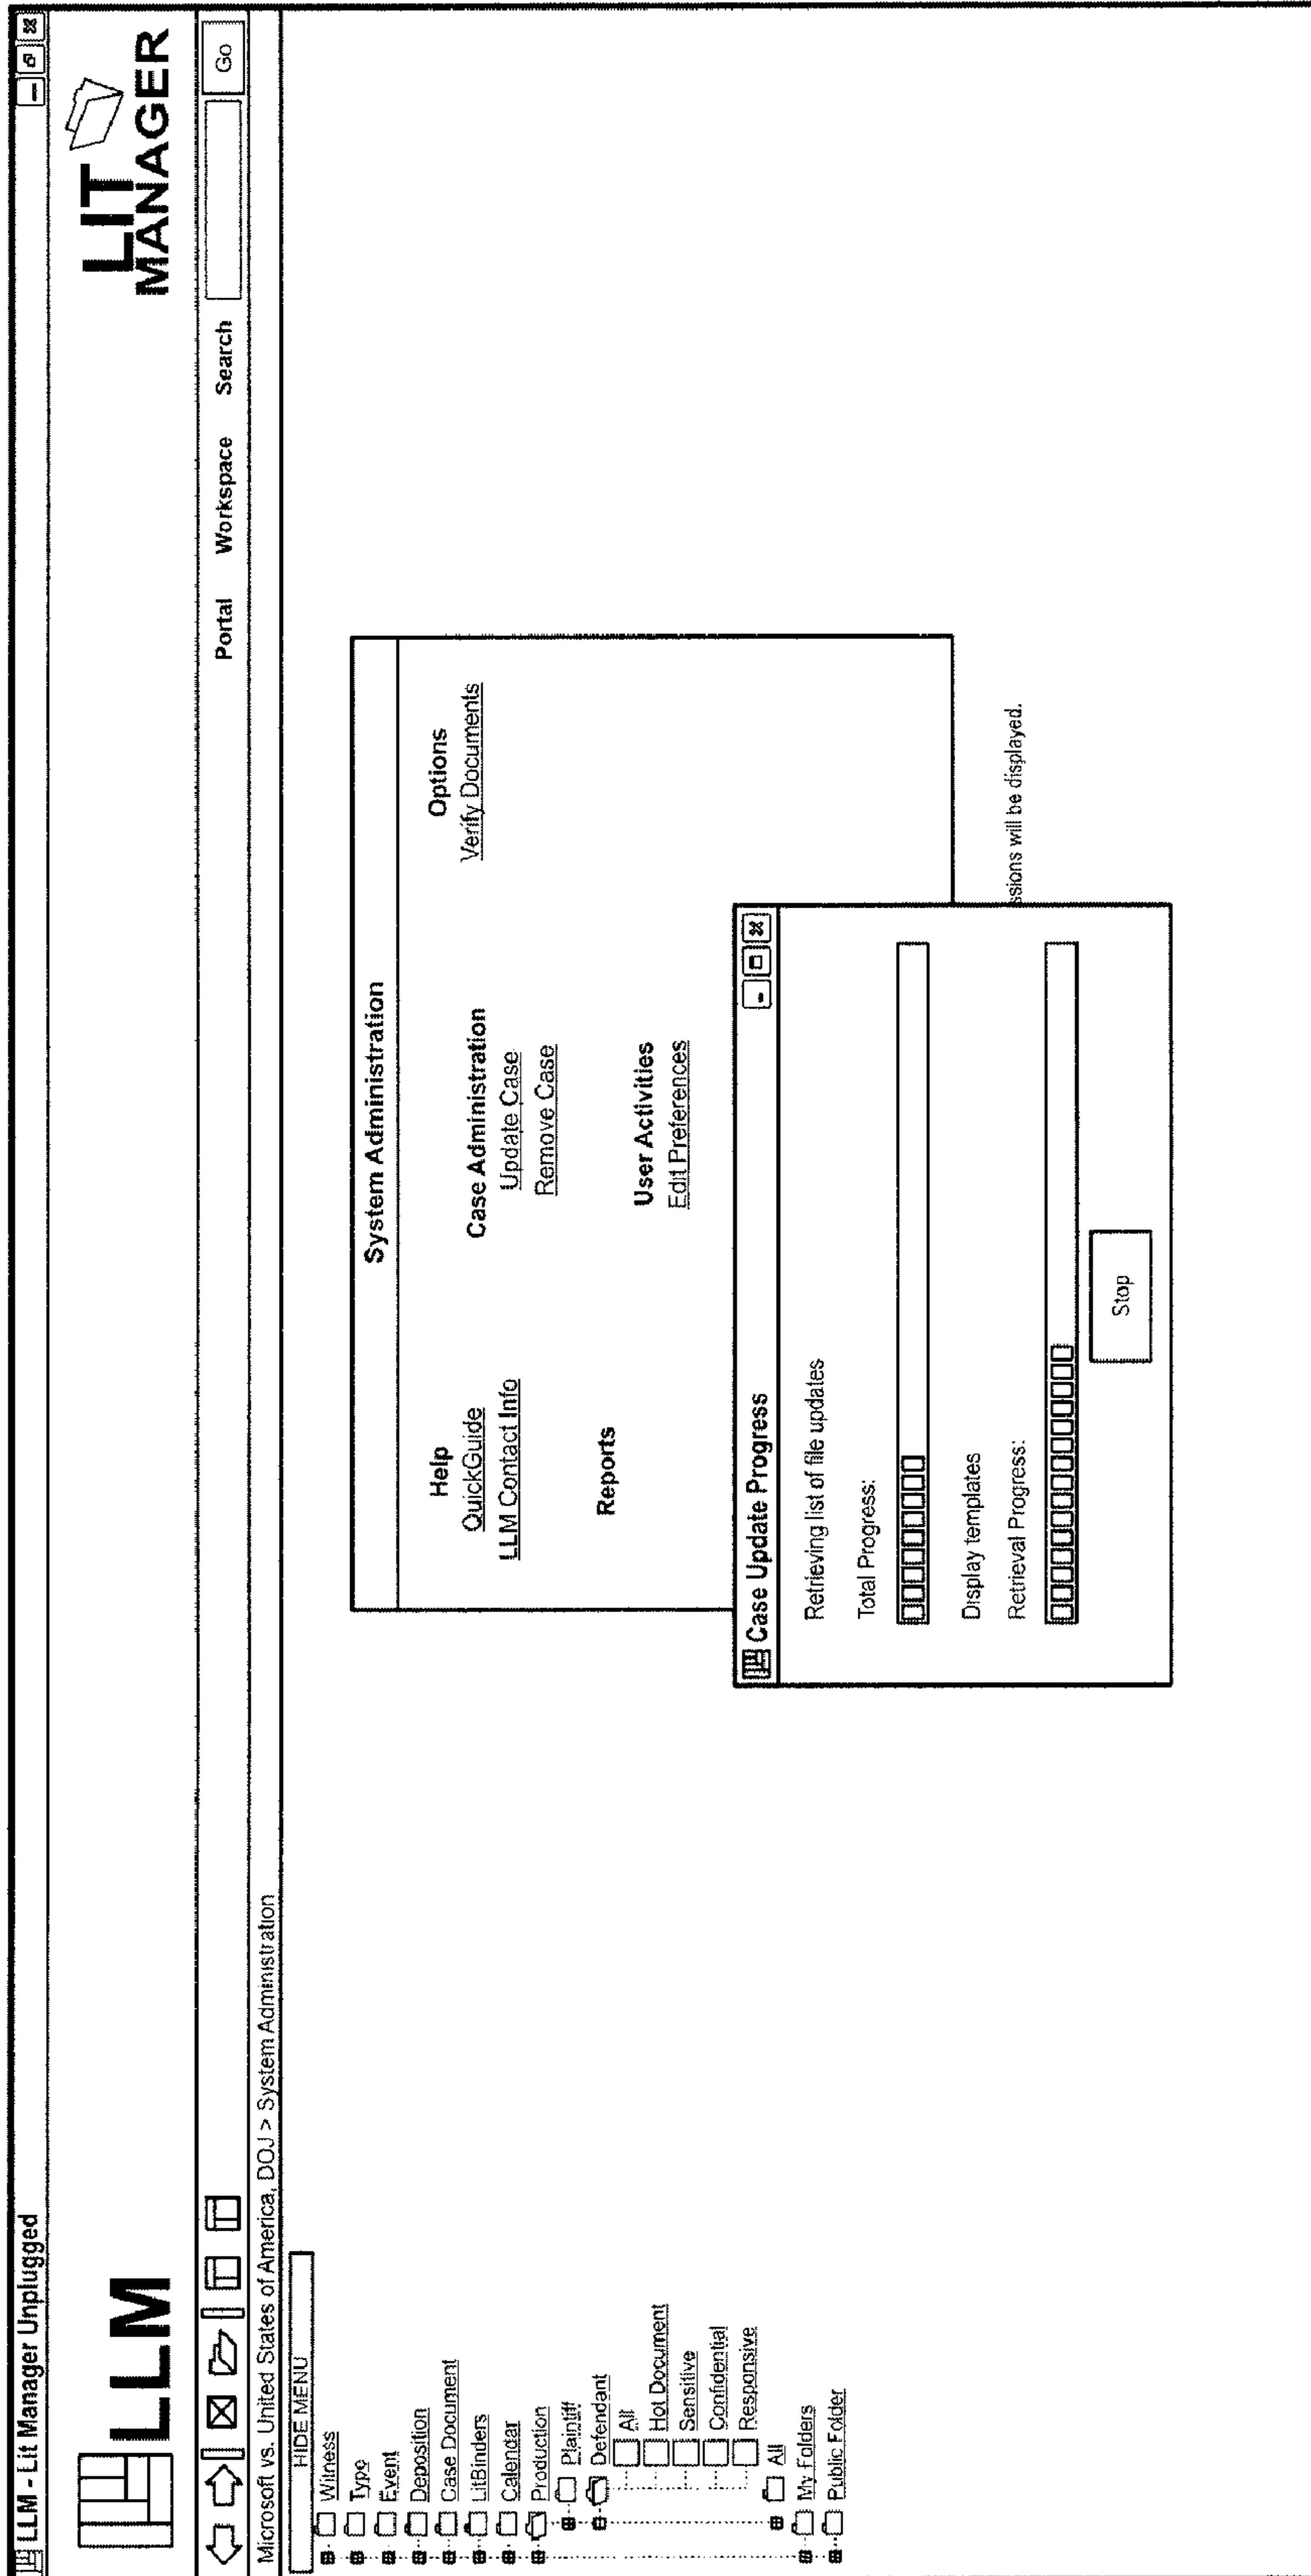 LLM - Lit Manager Unplugged
LLM
LIT
MANAGER
Portal Workspace Search Go
Microsoft vs. United States of America, DOJ > System Administration
HIDE MENU
Witness
Type
Event
Deposition
Case Document
LitBinders
Calendar
Production
Plaintiff
Defendant
All
Hot Document
Sensitive
Confidential
Responsive
All
My Folders
Public Folder
System Administration
Help
QuickGuide
LLM Contact Info
Reports
Case Administration
Update Case
Remove Case
User Activities
Edit Preferences
Options
Verify Documents
ssions will be displayed.
Case Update Progress
Retrieving list of file updates
Total Progress:
Display templates
Retrieval Progress:
Stop